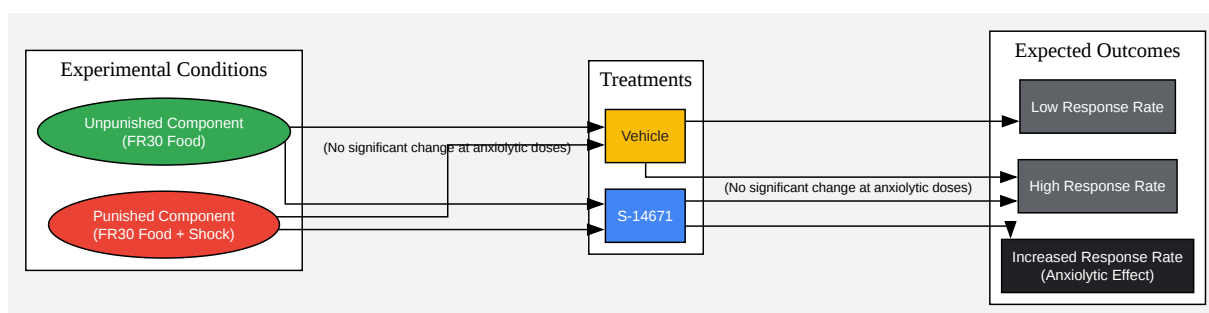 Experimental Conditions
Unpunished Component
(FR30 Food)
Punished Component
(FR30 Food + Shock)
(No significant change at anxiolytic doses)
Treatments
Vehicle
S-14671
(No significant change at anxiolytic doses)
Expected Outcomes
Low Response Rate
High Response Rate
Increased Response Rate
(Anxiolytic Effect)